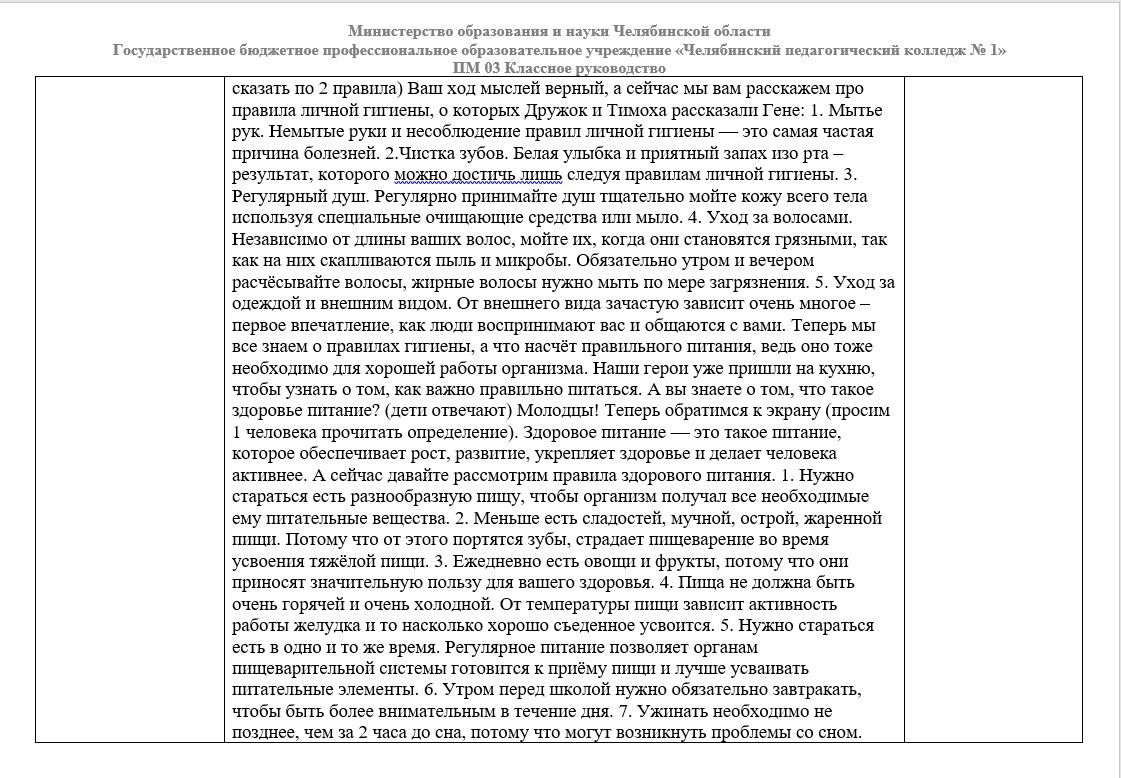 Министерство образования и науки Челябинской области
Государственное бюджетное профессиональное образовательное учреждение «Челябинский педагогический колледж № 1»
ПМ 03 Классное руководство
сказать по 2 правила) Ваш ход мыслей верный, а сейчас мы вам расскажем про
правила личной гигиены, о которых Дружок и Тимоха рассказали Гене: 1. Мытье
рук. Немытые руки и несоблюдение правил личной гигиены — это самая частая
причина болезней. 2.Чистка зубов. Белая улыбка и приятный запах изо рта –
результат, которого можно достичь лишь следуя правилам личной гигиены. 3.
Регулярный душ. Регулярно принимайте душ тщательно мойте кожу всего тела
используя специальные очищающие средства или мыло. 4. Уход за волосами.
Независимо от длины ваших волос, мойте их, когда они становятся грязными, так
как на них скапливаются пыль и микробы. Обязательно утром и вечером
расчёсывайте волосы, жирные волосы нужно мыть по мере загрязнения. 5. Уход за
одеждой и внешним видом. От внешнего вида зачастую зависит очень многое –
первое впечатление, как люди воспринимают вас и общаются с вами. Теперь мы
все знаем о правилах гигиены, а что насчёт правильного питания, ведь оно тоже
необходимо для хорошей работы организма. Наши герои уже пришли на кухню,
чтобы узнать о том, как важно правильно питаться. А вы знаете о том, что такое
здоровье питание? (дети отвечают) Молодцы! Теперь обратимся к экрану (просим
1 человека прочитать определение). Здоровое питание — это такое питание,
которое обеспечивает рост, развитие, укрепляет здоровье и делает человека
активнее. А сейчас давайте рассмотрим правила здорового питания. 1. Нужно
стараться есть разнообразную пищу, чтобы организм получал все необходимые
ему питательные вещества. 2. Меньше есть сладостей, мучной, острой, жаренной
пищи. Потому что от этого портятся зубы, страдает пищеварение во время
усвоения тяжёлой пищи. 3. Ежедневно есть овощи и фрукты, потому что они
приносят значительную пользу для вашего здоровья. 4. Пища не должна быть
очень горячей и очень холодной. От температуры пищи зависит активность
работы желудка и то насколько хорошо съеденное усвоится. 5. Нужно стараться
есть в одно и то же время. Регулярное питание позволяет органам
пищеварительной системы готовится к приёму пищи и лучше усваивать
питательные элементы. 6. Утром перед школой нужно обязательно завтракать,
чтобы быть более внимательным в течение дня. 7. Ужинать необходимо не
позднее, чем за 2 часа до сна, потому что могут возникнуть проблемы со сном.